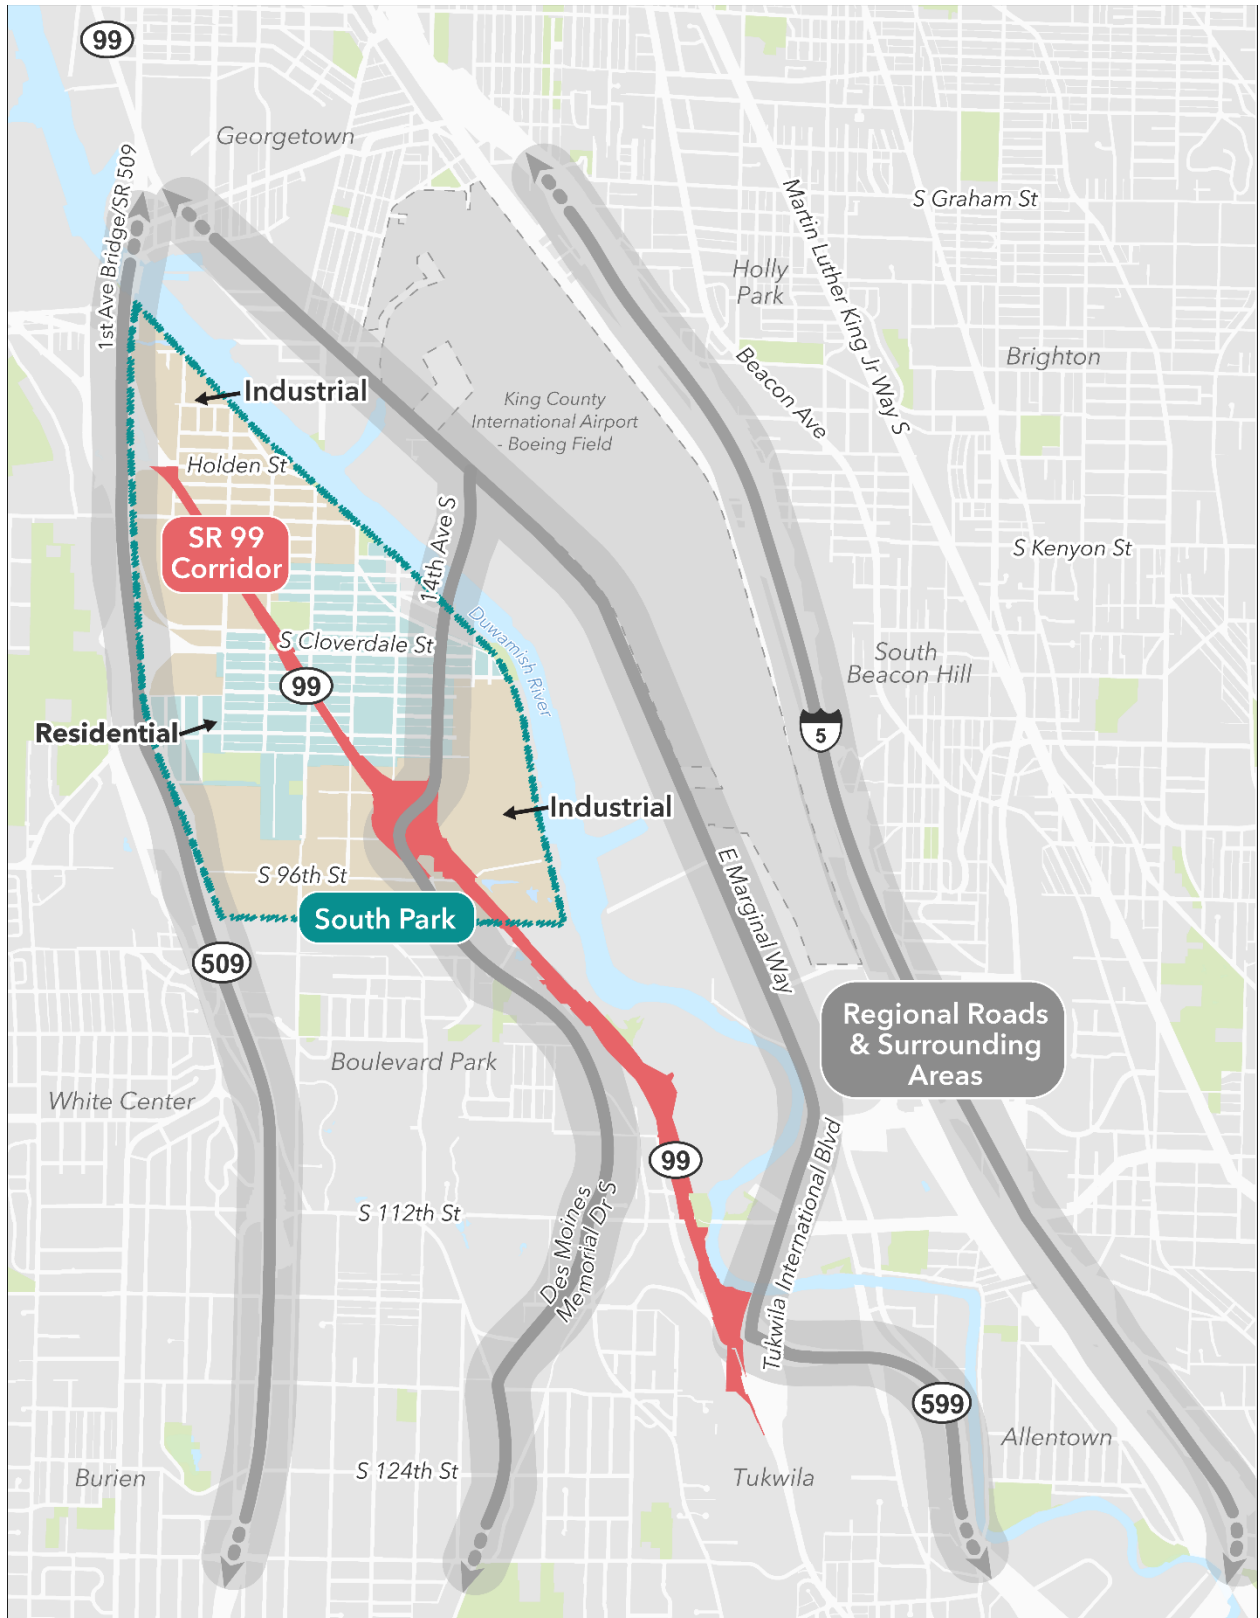 99
Georgetown
1st Ave Bridge/SR 509
S Graham St
Martin Luther King Jr Way S
Holly
Park
Brighton
Beacon Ave
Industrial
King County
International Airport
- Boeing Field
Holden St
SR 99
Corridor
14th Ave S
S Kenyon St
Duwamish River
S Cloverdale St
South
Beacon Hill
99
Residential
5
Industrial
E Marginal Way
S 96th St
South Park
509
Regional Roads
& Surrounding
Areas
Boulevard Park
White Center
99
Tukwila International Blvd
S 112th St
Des Moines
Memorial Dr S
599
Allentown
Burien
S 124th St
Tukwila